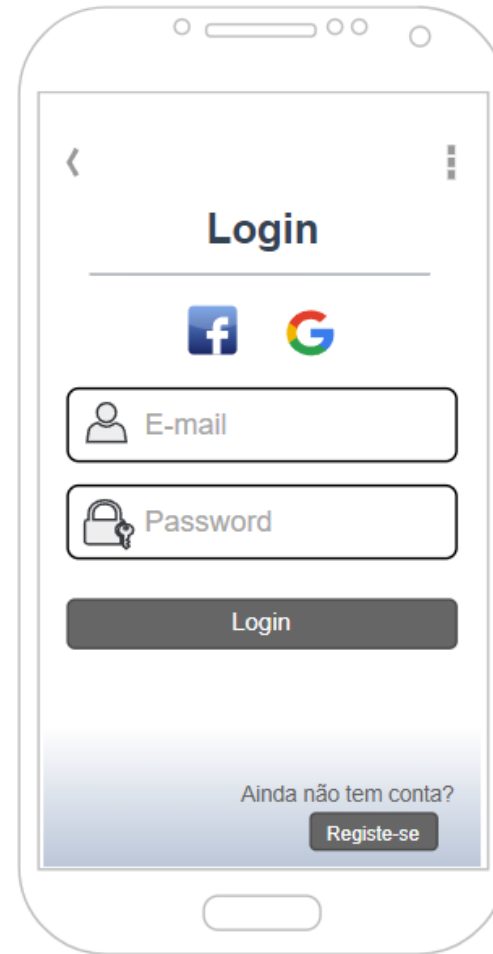 Login
E-mail
Password
Login
Ainda não tem conta?
Registe-se